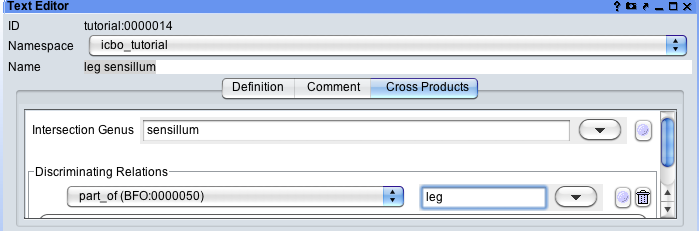 Text Editor
ID tutorial:0000014
Namespace icbo_tutorial
Name leg sensillum
Definition Comment Cross Products
Intersection Genus sensillum
Discriminating Relations
part_of (BFO:0000050) leg